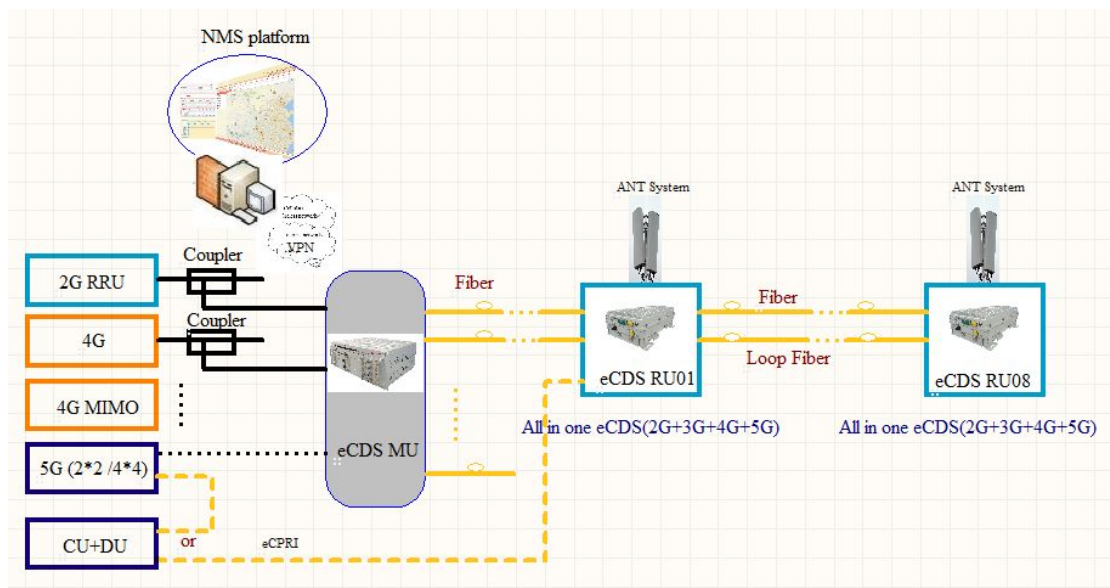 NMS platform
VPN
ANT System
ANT System
Coupler
2G RRU
Fiber
Fiber
Coupler
4G
Loop Fiber
eCDS RU01
eCDS RU08
4G MIMO
All in one eCDS(2G+3G+4G+5G)
All in one eCDS(2G+3G+4G+5G)
eCDS MU
5G (2*2 /4*4)
CU+DU
or
eCPRI